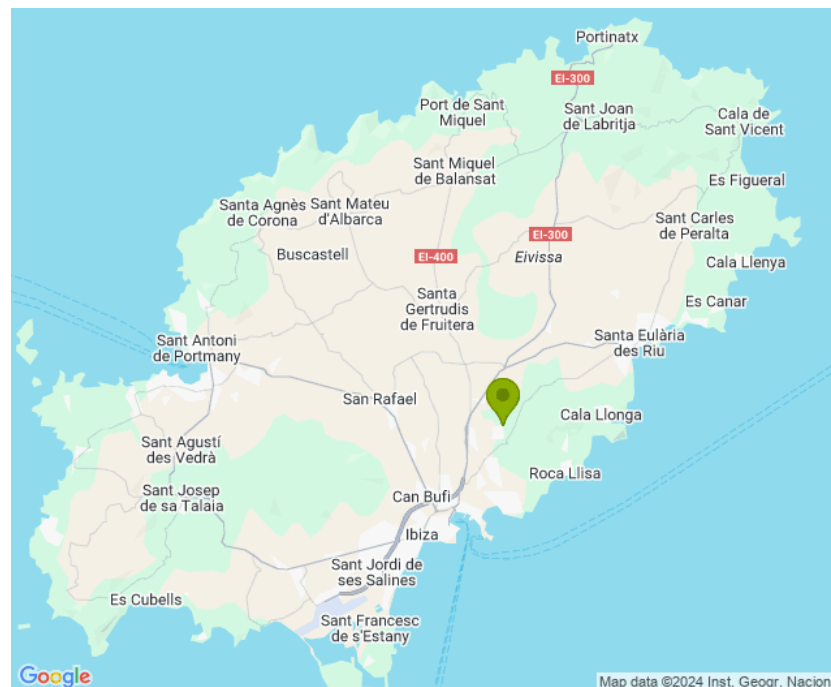 Portinatx
EI-300
Port de Sant
Miquel
Sant Joan
de Labritja
Cala de
Sant Vicent
Sant Miquel
de Balansat
Es Figueral
Santa Agnès
de Corona
Sant Mateu
d'Albarca
Sant Carles
de Peralta
EI-300
Buscastell
EI-400
Eivissa
Cala Llenya
Santa
Gertrudis
de Fruitera
Es Canar
Sant Antoni
de Portmany
Santa Eulària
des Riu
San Rafael
Cala Llonga
Sant Agustí
des Vedrà
Roca Llisa
Sant Josep
de sa Talaia
Can Bufi
Ibiza
Sant Jordi de
ses Salines
Es Cubells
Sant Francesc
de s'Estany
Google
Map data ©2024 Inst. Geogr. Nacion